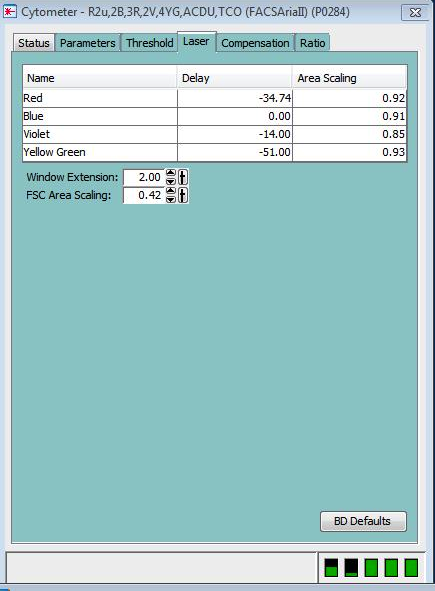 Cytometer - R2u,2B,3R,2V,4YG,ACDU,TCO (FACSAriaII) (P0284)
Status Parameters Threshold Laser Compensation Ratio
Name Delay Area Scaling
Red -34.74 0.92
Blue 0.00 0.91
Violet -14.00 0.85
Yellow Green -51.00 0.93
Window Extension: 2.00
FSC Area Scaling: 0.42
BD Defaults